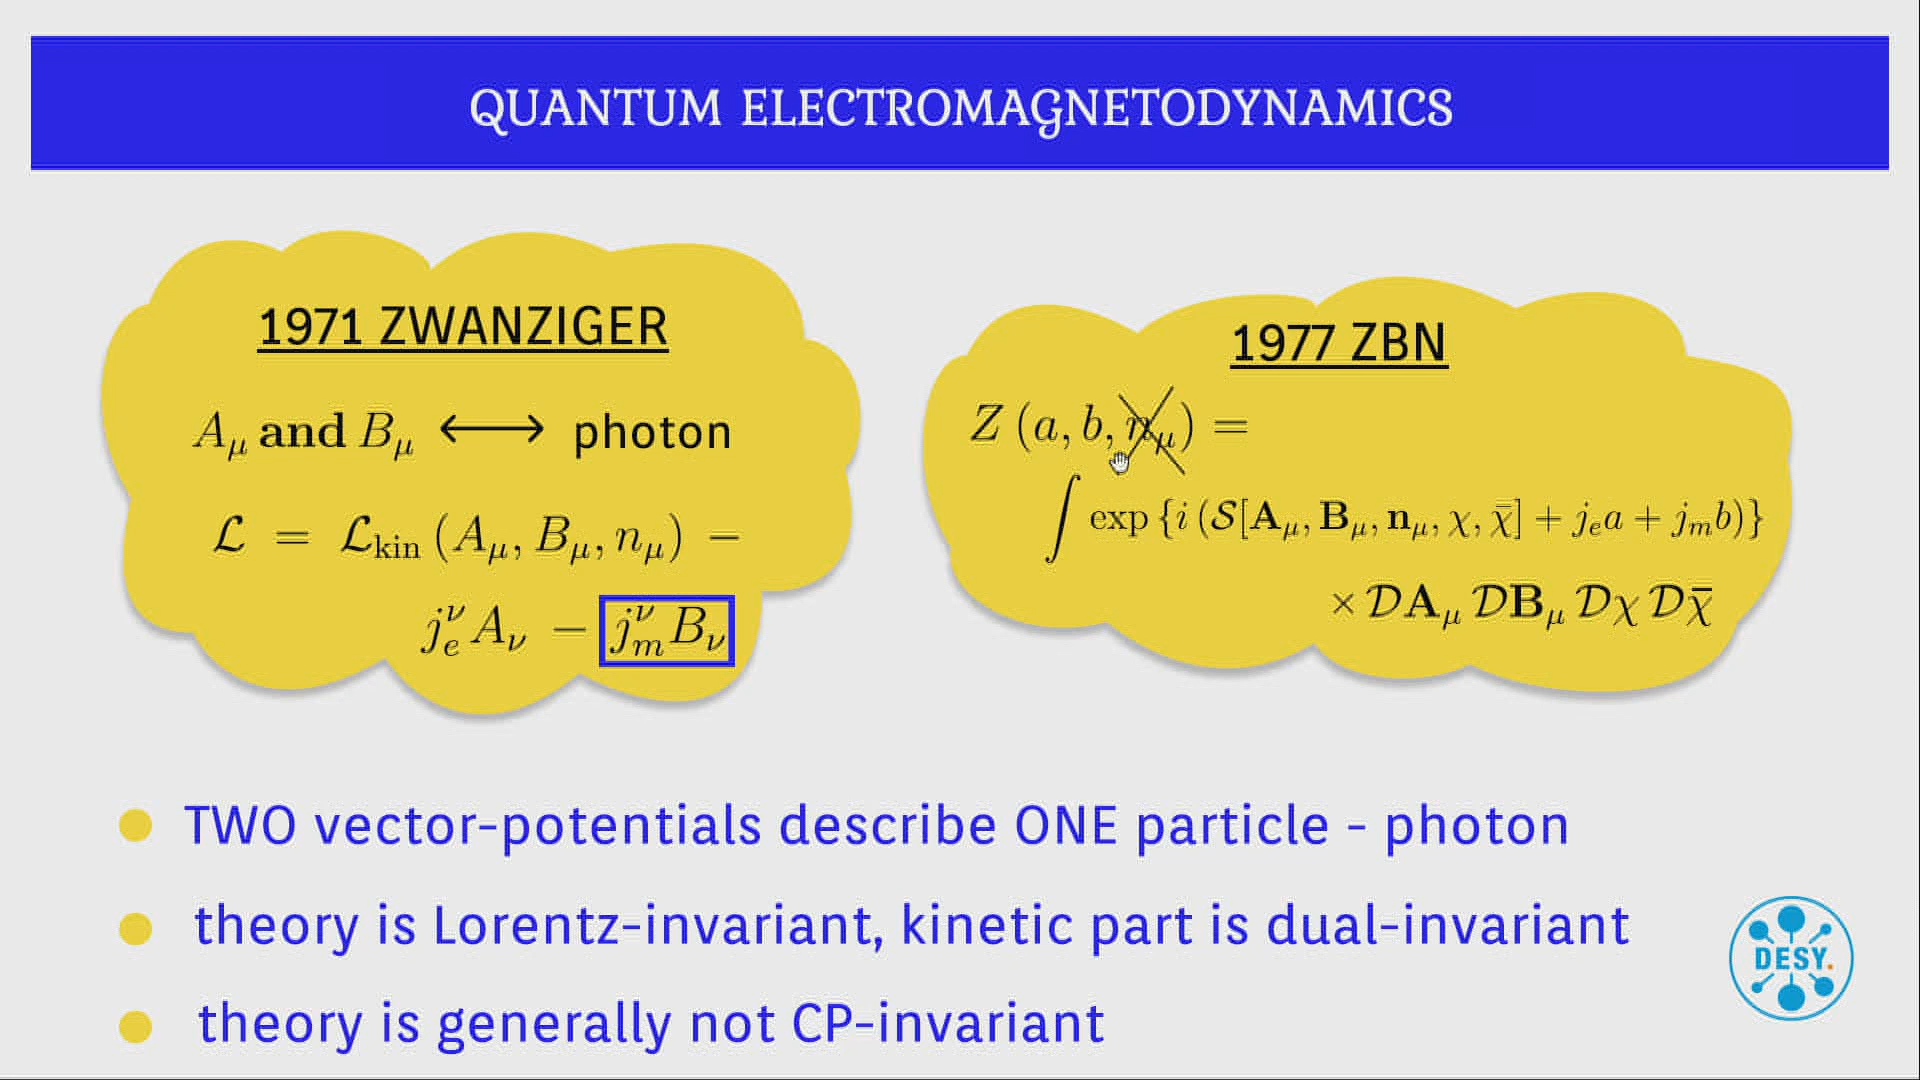 QUANTUM ELECTROMAGNETODYNAMICS
1971 ZWANZIGER
A_μ and B_μ ⟷ photon
ℒ = ℒ_kin (A_μ, B_μ, n_μ) −
j_e^ν A_ν − j_m^ν B_ν
1977 ZBN
Z (a, b, n_μ) =
∫ exp {i (𝒮[A_μ, B_μ, n_μ, χ, χ̄] + j_e a + j_m b)}
× 𝒟A_μ 𝒟B_μ 𝒟χ 𝒟χ̄
TWO vector-potentials describe ONE particle - photon
theory is Lorentz-invariant, kinetic part is dual-invariant
theory is generally not CP-invariant
DESY.